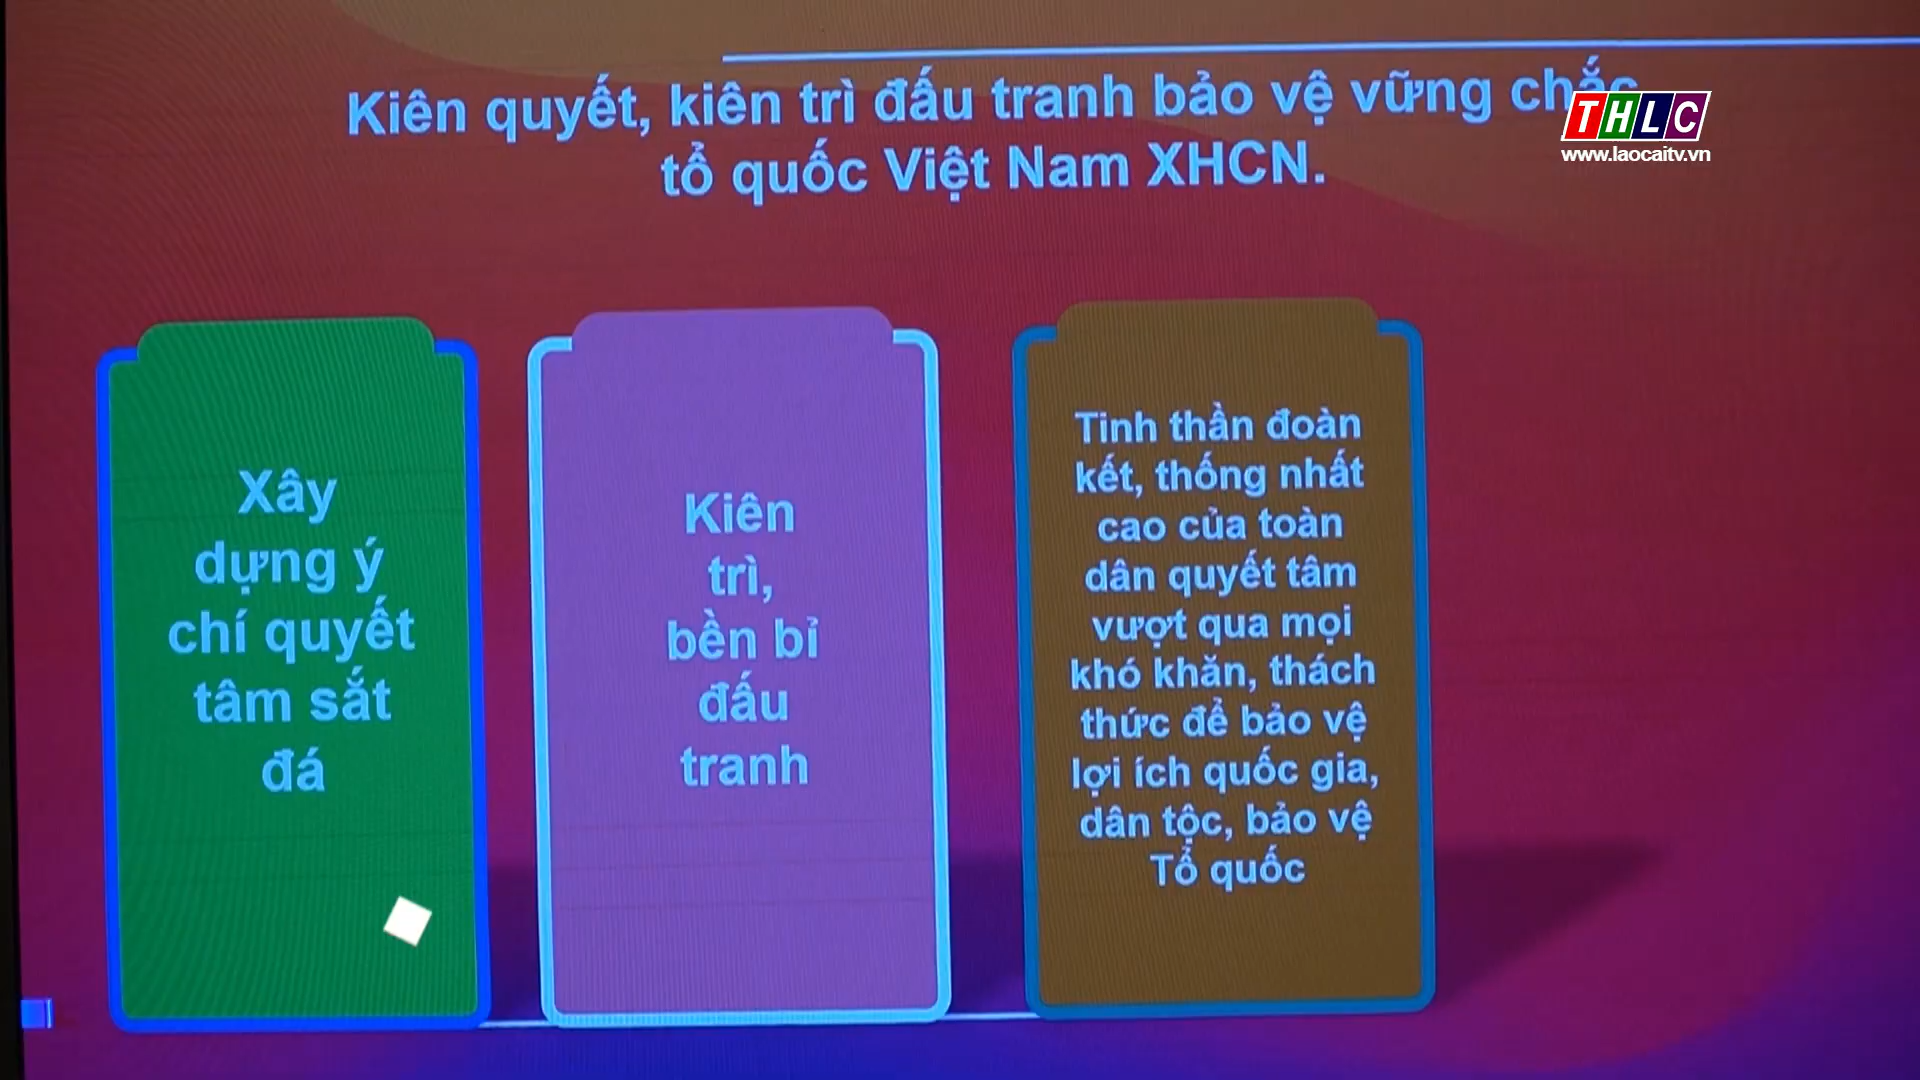 Kiên quyết, kiên trì đấu tranh bảo vệ vững chắc
tổ quốc Việt Nam XHCN.
THLC
www.laocaitv.vn
Xây
dựng ý
chí quyết
tâm sắt
đá
Kiên
trì,
bền bỉ
đấu
tranh
Tinh thần đoàn
kết, thống nhất
cao của toàn
dân quyết tâm
vượt qua mọi
khó khăn, thách
thức để bảo vệ
lợi ích quốc gia,
dân tộc, bảo vệ
Tổ quốc